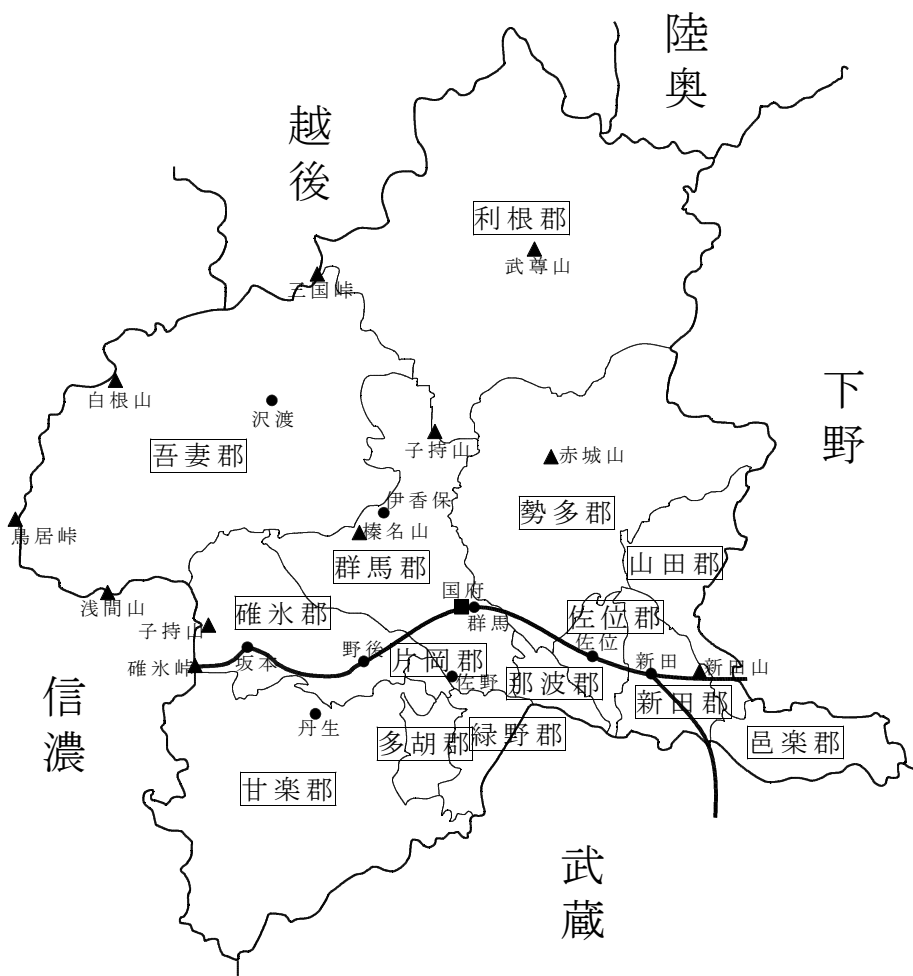 陸奥
越後
利根郡
武尊山
三国峠
下野
白根山
沢渡
子持山
吾妻郡
赤城山
伊香保
勢多郡
鳥居峠
榛名山
群馬郡
山田郡
国府
浅間山
碓氷郡
佐位郡
群馬
子持山
野後
片岡郡
佐位
坂本
新田
碓氷峠
新田山
佐野
那波郡
信濃
新田郡
丹生
多胡郡
緑野郡
邑楽郡
甘楽郡
武蔵